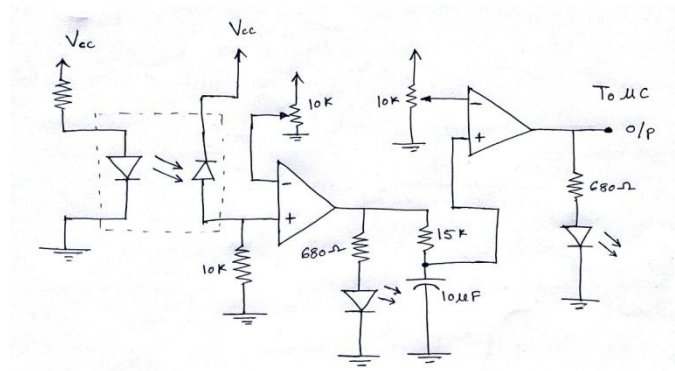 Vcc
Vcc
10K
10K
To µC
O/P
680Ω
10K
680Ω
15K
10µF
-
+
-
+